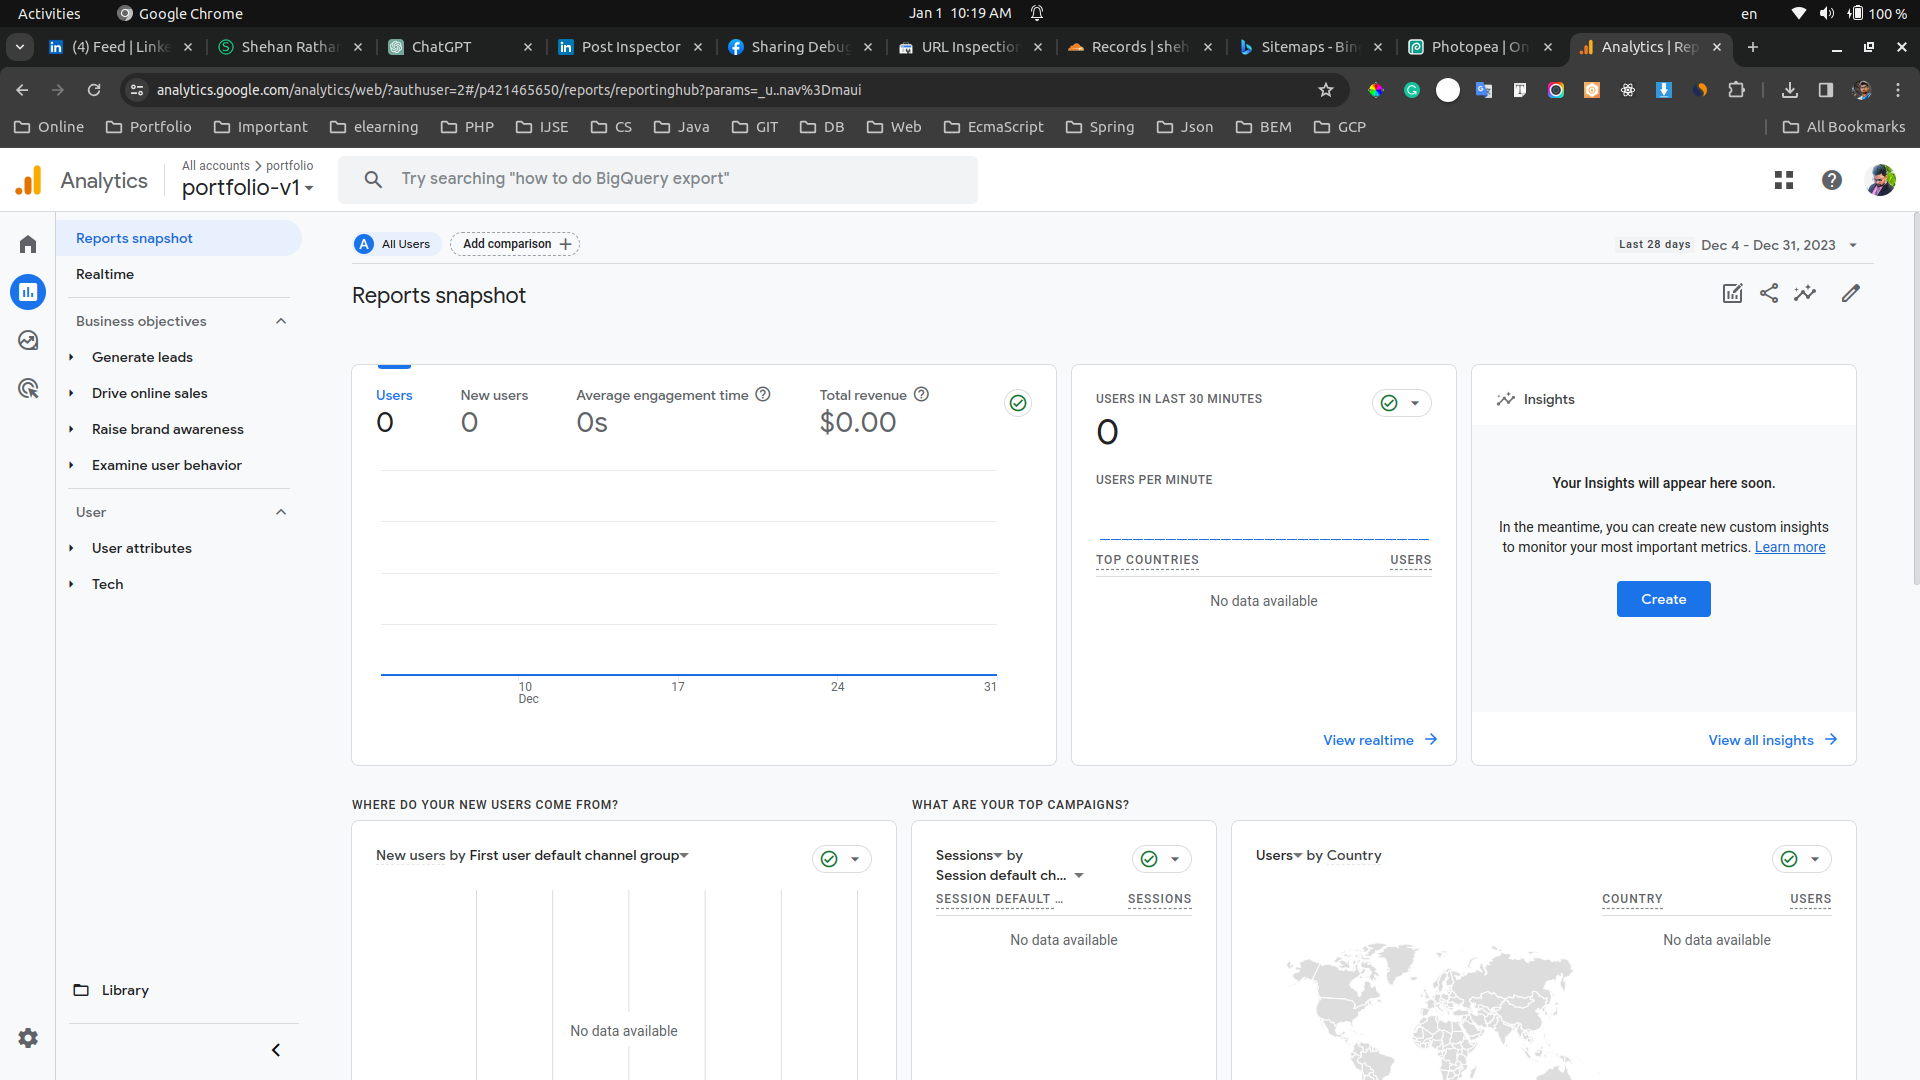 Activities Google Chrome Jan 1 10:19 AM en 100 %
(4) Feed | Linke Shehan Rathar ChatGPT Post Inspector Sharing Debug URL Inspection Records | sheh Sitemaps - Bing Photopea | On Analytics | Rep
analytics.google.com/analytics/web/?authuser=2#/p421465650/reports/reportinghub?params=_u..nav%3Dmaui
Online Portfolio Important elearning PHP IJSE CS Java GIT DB Web EcmaScript Spring Json BEM GCP All Bookmarks
Analytics
All accounts > portfolio
portfolio-v1
Try searching "how to do BigQuery export"
Reports snapshot
Realtime
Business objectives
Generate leads
Drive online sales
Raise brand awareness
Examine user behavior
User
User attributes
Tech
Library
A All Users Add comparison +
Last 28 days Dec 4 - Dec 31, 2023
Reports snapshot
Users New users Average engagement time Total revenue
0 0 0s $0.00
10 17 24 31
Dec
USERS IN LAST 30 MINUTES
0
USERS PER MINUTE
TOP COUNTRIES USERS
No data available
View realtime
Insights
Your Insights will appear here soon.
In the meantime, you can create new custom insights
to monitor your most important metrics. Learn more
Create
View all insights
WHERE DO YOUR NEW USERS COME FROM?
New users by First user default channel group
No data available
WHAT ARE YOUR TOP CAMPAIGNS?
Sessions by
Session default ch...
SESSION DEFAULT ... SESSIONS
No data available
Users by Country
COUNTRY USERS
No data available